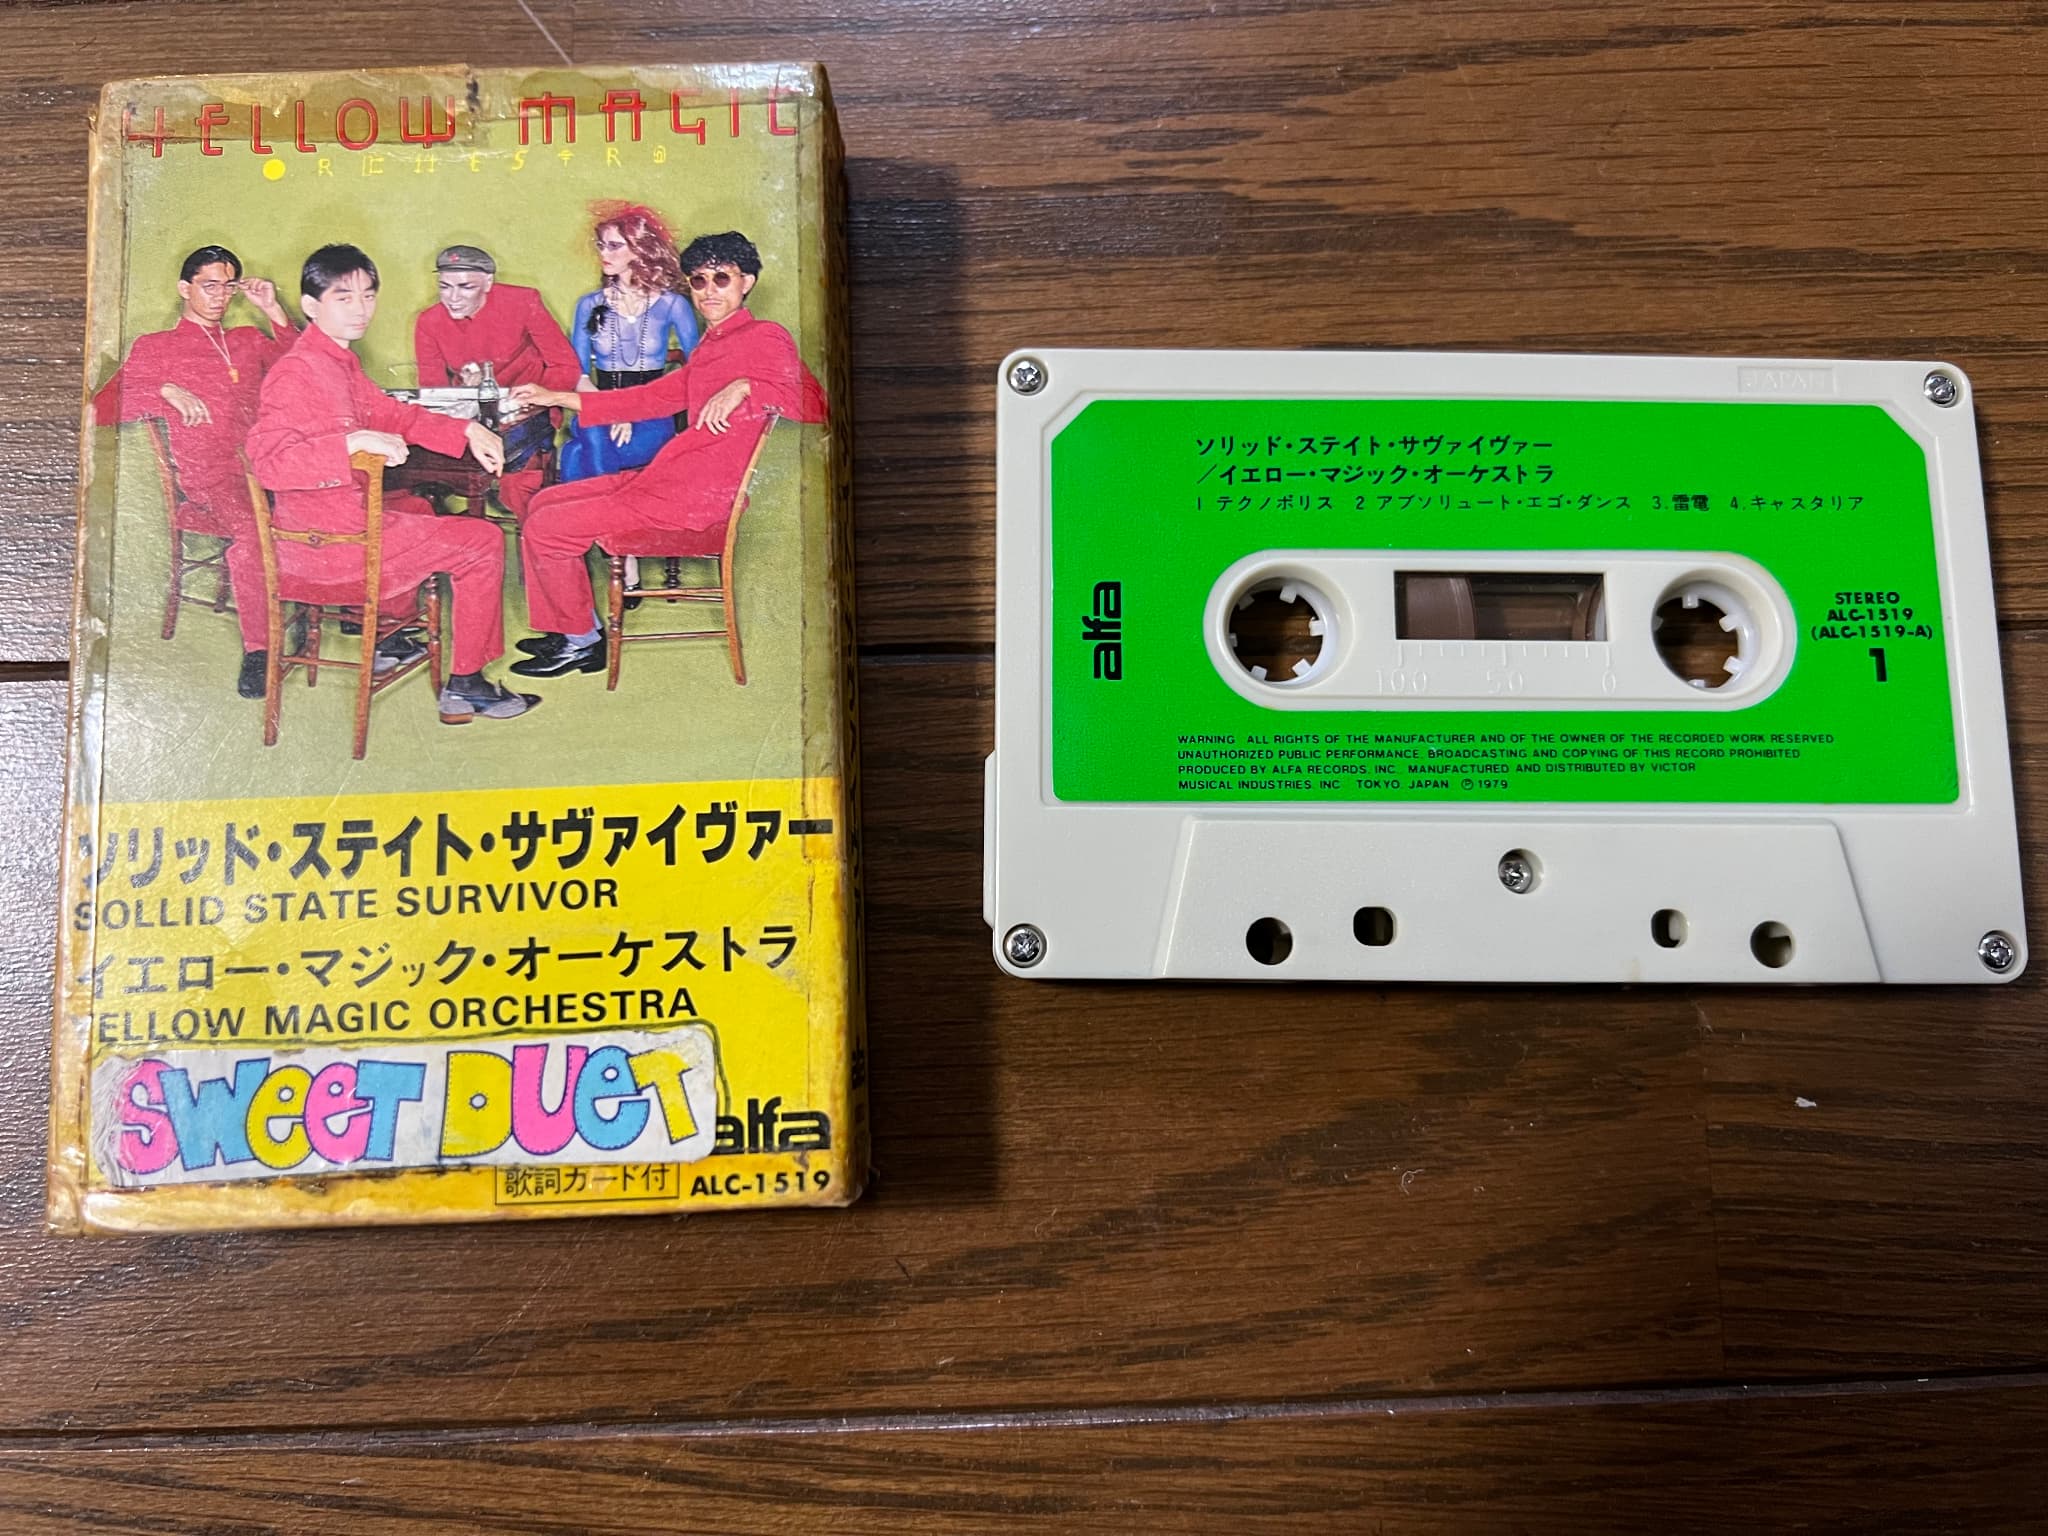 YELLOW MAGIC
ORCHESTRA
ソリッド・ステイト・サヴァイヴァー
SOLLID STATE SURVIVOR
イエロー・マジック・オーケストラ
YELLOW MAGIC ORCHESTRA
SWEET DUET
alfa
歌詞カード付
ALC-1519
JAPAN
ソリッド・ステイト・サヴァイヴァー
／イエロー・マジック・オーケストラ
1 テクノポリス 2 アブソリュート・エゴ・ダンス 3.雷電 4.キャスタリア
alfa
STEREO
ALC-1519
(ALC-1519-A)
1
100 50 0
WARNING ALL RIGHTS OF THE MANUFACTURER AND OF THE OWNER OF THE RECORDED WORK RESERVED
UNAUTHORIZED PUBLIC PERFORMANCE, BROADCASTING AND COPYING OF THIS RECORD PROHIBITED
PRODUCED BY ALFA RECORDS, INC., MANUFACTURED AND DISTRIBUTED BY VICTOR
MUSICAL INDUSTRIES, INC. TOKYO, JAPAN ℗ 1979